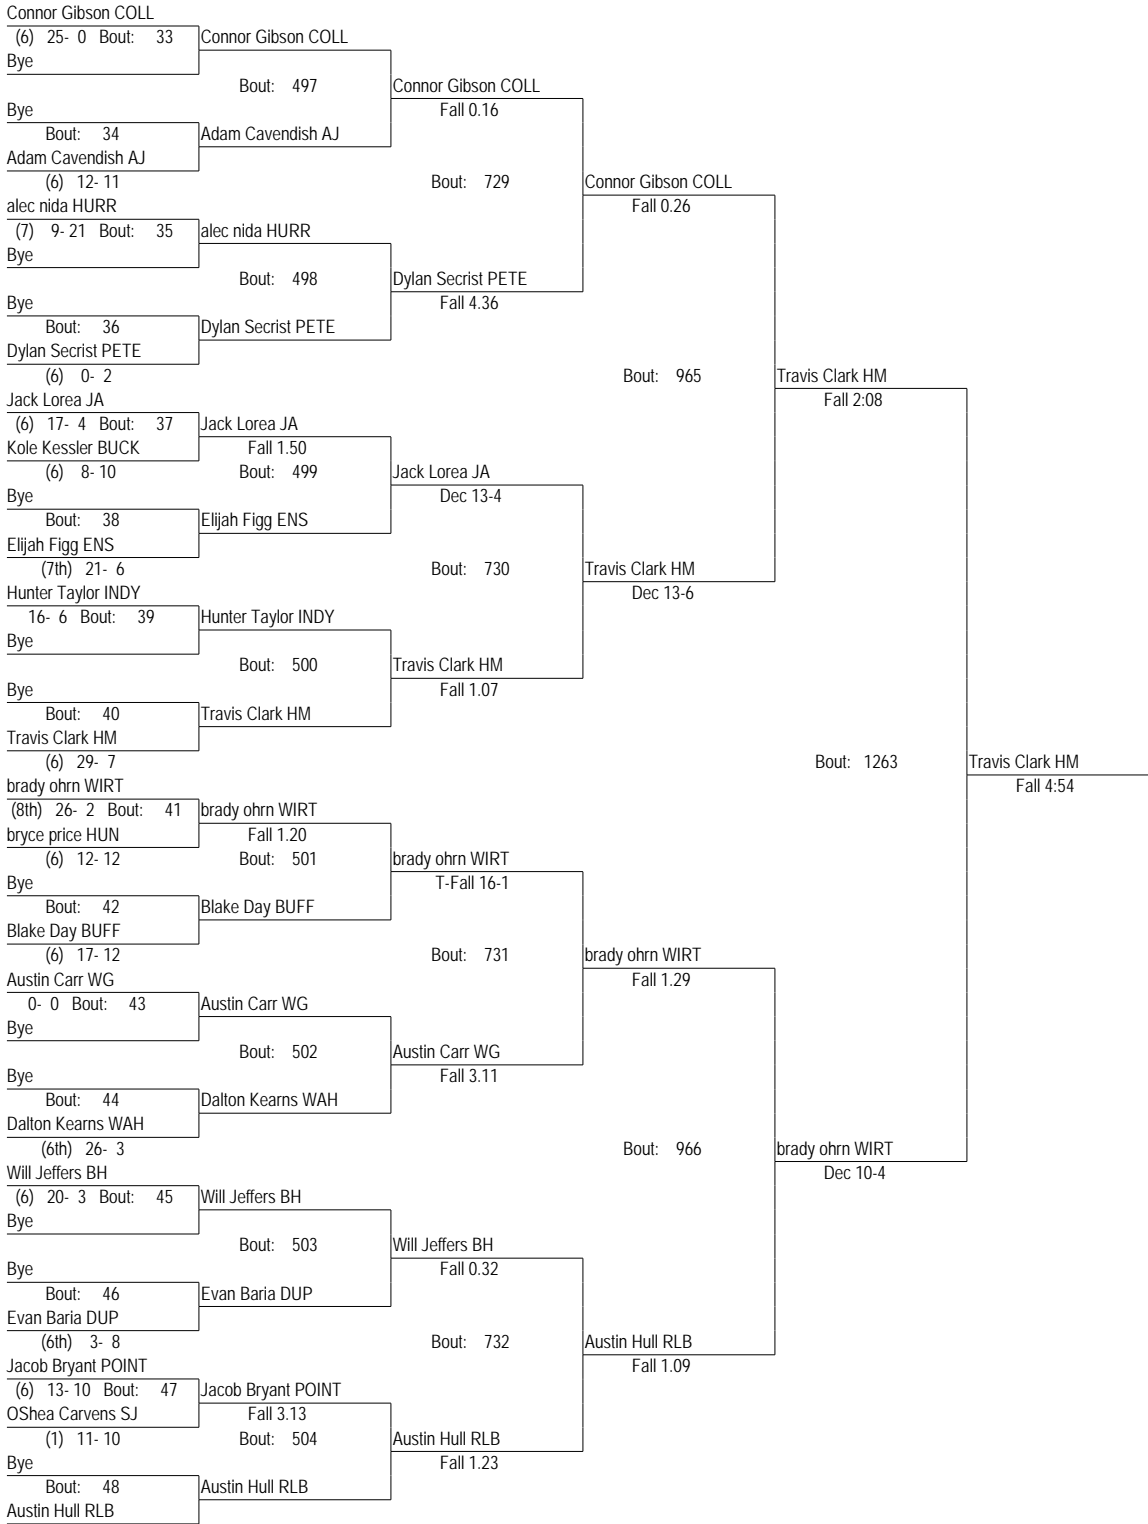 Connor Gibson COLL
(6) 25- 0 Bout: 33 Connor Gibson COLL
Bye
Bout: 497 Connor Gibson COLL
Bye Fall 0.16
Bout: 34 Adam Cavendish AJ
Adam Cavendish AJ
(6) 12- 11 Bout: 729 Connor Gibson COLL
alec nida HURR Fall 0.26
(7) 9- 21 Bout: 35 alec nida HURR
Bye
Bout: 498 Dylan Secrist PETE
Bye Fall 4.36
Bout: 36 Dylan Secrist PETE
Dylan Secrist PETE
(6) 0- 2 Bout: 965 Travis Clark HM
Jack Lorea JA Fall 2:08
(6) 17- 4 Bout: 37 Jack Lorea JA
Kole Kessler BUCK Fall 1.50
(6) 8- 10 Bout: 499 Jack Lorea JA
Bye Dec 13-4
Bout: 38 Elijah Figg ENS
Elijah Figg ENS
(7th) 21- 6 Bout: 730 Travis Clark HM
Hunter Taylor INDY Dec 13-6
16- 6 Bout: 39 Hunter Taylor INDY
Bye
Bout: 500 Travis Clark HM
Bye Fall 1.07
Bout: 40 Travis Clark HM
Travis Clark HM
(6) 29- 7 Bout: 1263 Travis Clark HM
brady ohrn WIRT Fall 4:54
(8th) 26- 2 Bout: 41 brady ohrn WIRT
bryce price HUN Fall 1.20
(6) 12- 12 Bout: 501 brady ohrn WIRT
Bye T-Fall 16-1
Bout: 42 Blake Day BUFF
Blake Day BUFF
(6) 17- 12 Bout: 731 brady ohrn WIRT
Austin Carr WG Fall 1.29
0- 0 Bout: 43 Austin Carr WG
Bye
Bout: 502 Austin Carr WG
Bye Fall 3.11
Bout: 44 Dalton Kearns WAH
Dalton Kearns WAH
(6th) 26- 3 Bout: 966 brady ohrn WIRT
Will Jeffers BH Dec 10-4
(6) 20- 3 Bout: 45 Will Jeffers BH
Bye
Bout: 503 Will Jeffers BH
Bye Fall 0.32
Bout: 46 Evan Baria DUP
Evan Baria DUP
(6th) 3- 8 Bout: 732 Austin Hull RLB
Jacob Bryant POINT Fall 1.09
(6) 13- 10 Bout: 47 Jacob Bryant POINT
OShea Carvens SJ Fall 3.13
(1) 11- 10 Bout: 504 Austin Hull RLB
Bye Fall 1.23
Bout: 48 Austin Hull RLB
Austin Hull RLB